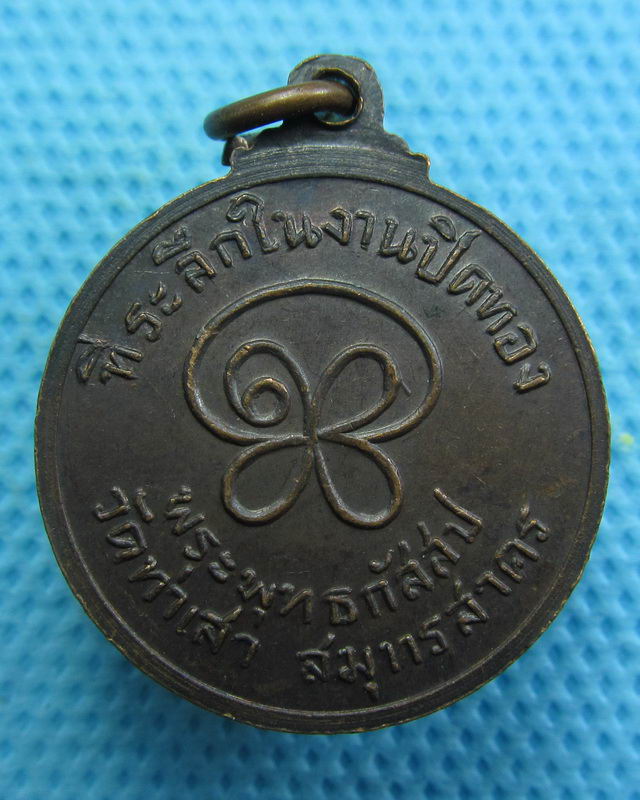 ที่ระลึกในงานปิดทอง
พระพุทธกัสสป
วัดท่าเสา สมุทรสาคร